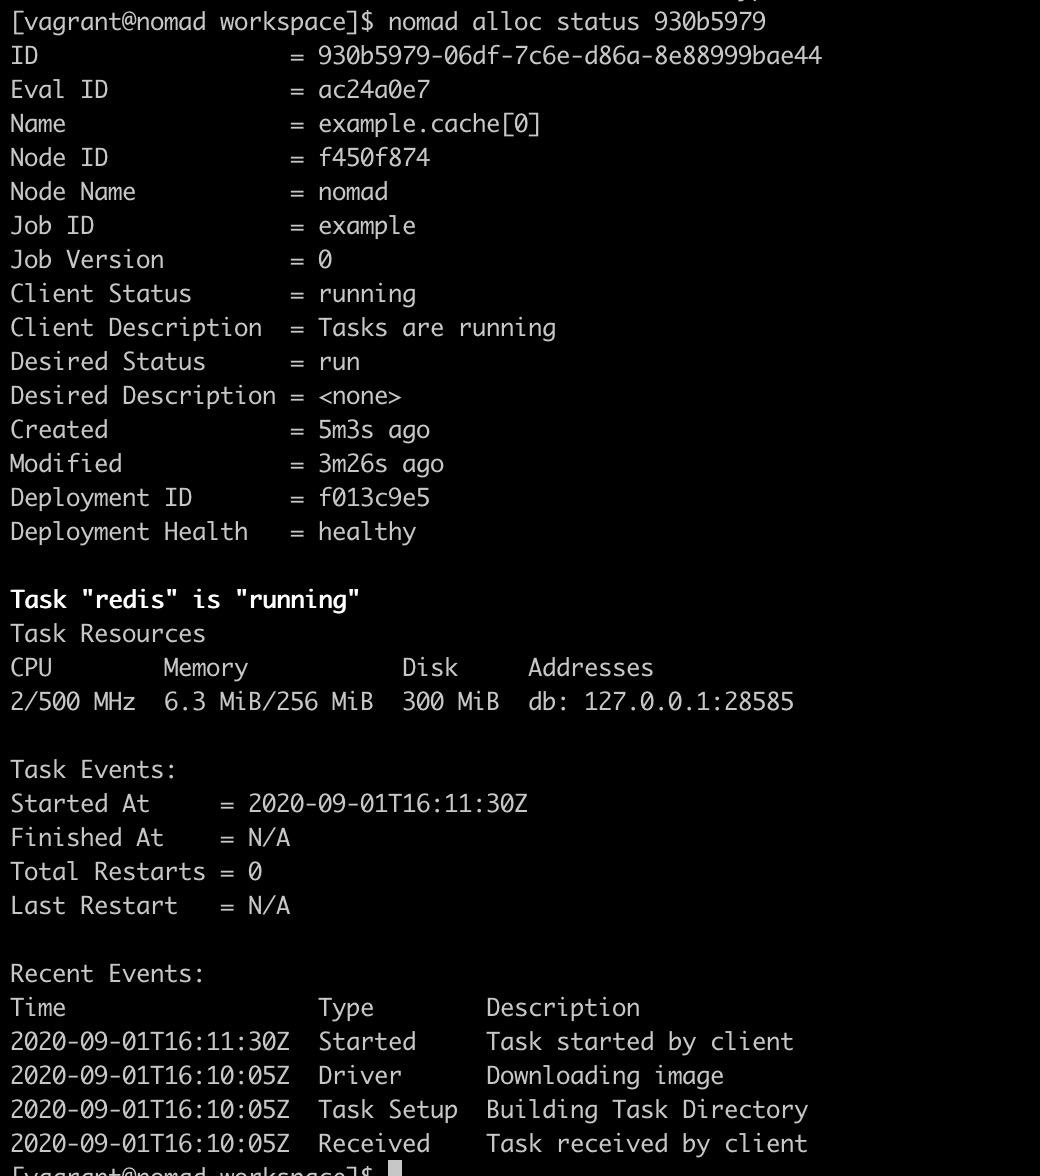 [vagrant@nomad workspace]$ nomad alloc status 930b5979
ID                  = 930b5979-06df-7c6e-d86a-8e88999bae44
Eval ID             = ac24a0e7
Name                = example.cache[0]
Node ID             = f450f874
Node Name           = nomad
Job ID              = example
Job Version         = 0
Client Status       = running
Client Description  = Tasks are running
Desired Status      = run
Desired Description = <none>
Created             = 5m3s ago
Modified            = 3m26s ago
Deployment ID       = f013c9e5
Deployment Health   = healthy

Task "redis" is "running"
Task Resources
CPU        Memory           Disk     Addresses
2/500 MHz  6.3 MiB/256 MiB  300 MiB  db: 127.0.0.1:28585

Task Events:
Started At     = 2020-09-01T16:11:30Z
Finished At    = N/A
Total Restarts = 0
Last Restart   = N/A

Recent Events:
Time                  Type        Description
2020-09-01T16:11:30Z  Started     Task started by client
2020-09-01T16:10:05Z  Driver      Downloading image
2020-09-01T16:10:05Z  Task Setup  Building Task Directory
2020-09-01T16:10:05Z  Received    Task received by client
[vagrant@nomad workspace]$